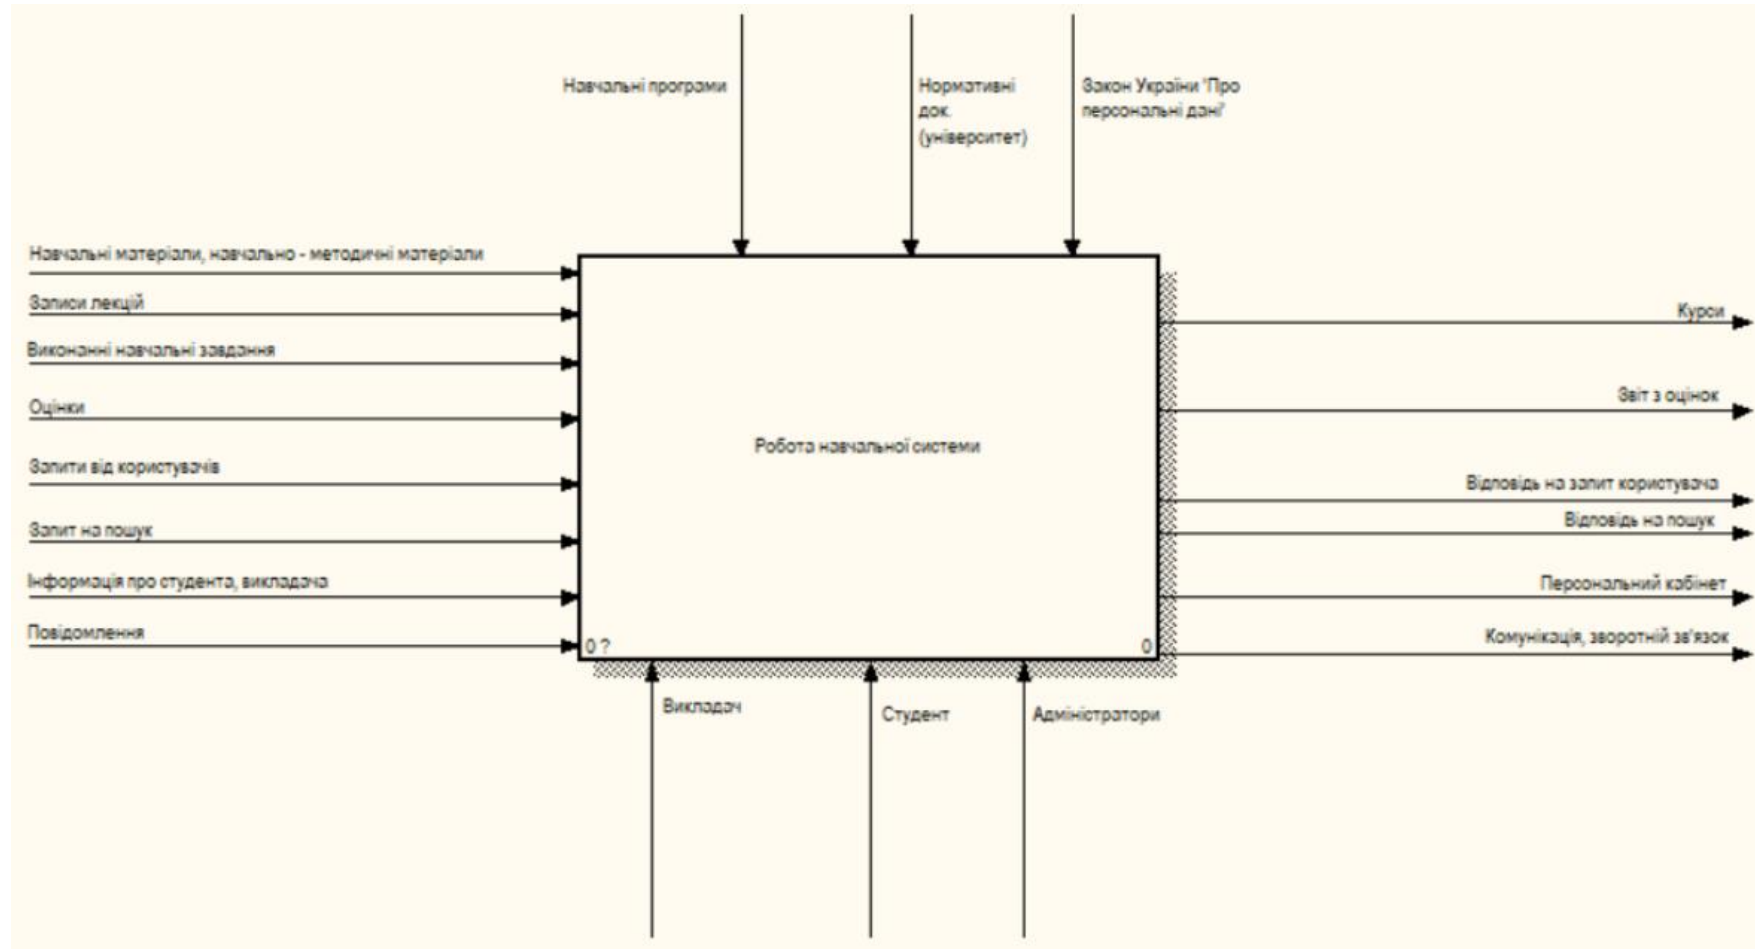 Навчальні програми
Нормативні
док.
(університет)
Закон України "Про
персональні дані"
Навчальні матеріали, навчально - методичні матеріали
Записи лекцій
Виконанні навчальні завдання
Оцінки
Запити від користувачів
Запит на пошук
Інформація про студента, викладача
Повідомлення
Робота навчальної системи
0 ?
0
Курси
Звіт з оцінок
Відповідь на запит користувача
Відповідь на пошук
Персональний кабінет
Комунікація, зворотній зв'язок
Викладач
Студент
Адміністратори